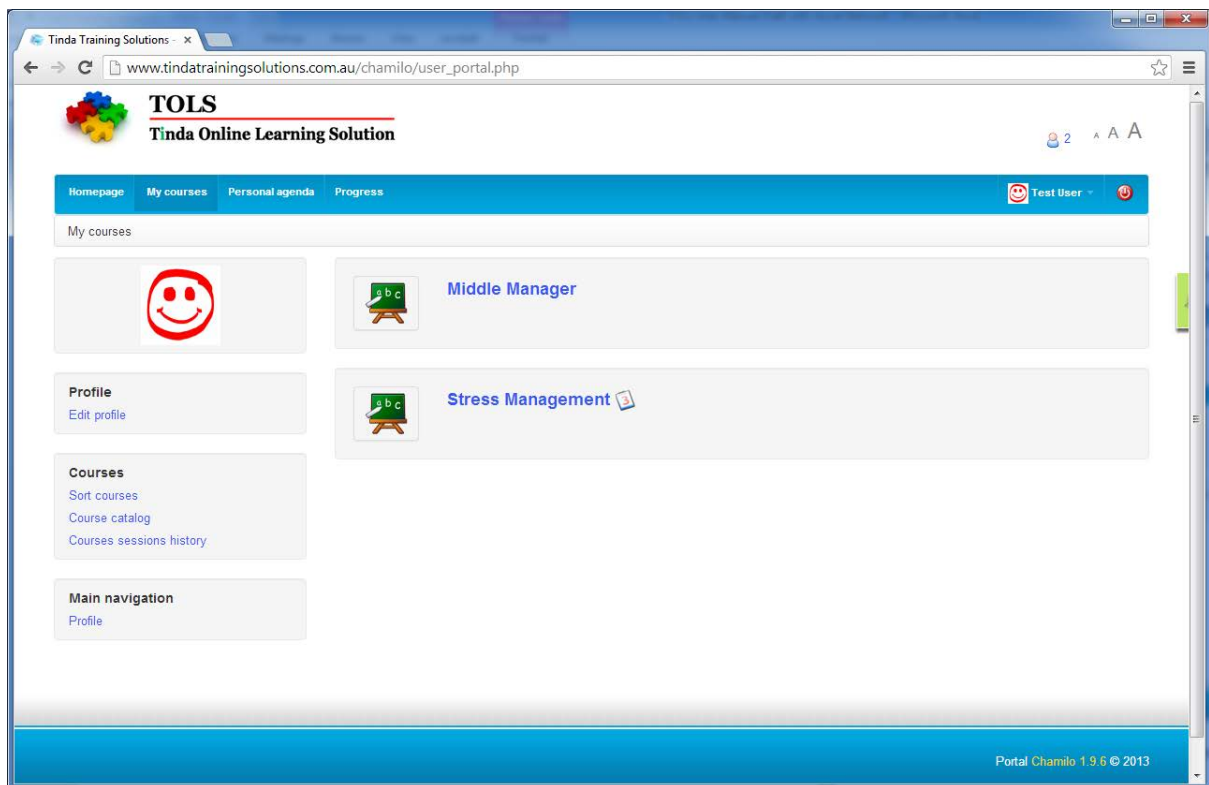 Tinda Training Solutions -
www.tindatrainingsolutions.com.au/chamilo/user_portal.php
TOLS
Tinda Online Learning Solution
2 A A A
Homepage My courses Personal agenda Progress Test User
My courses
Middle Manager
Profile
Edit profile
Stress Management 3
Courses
Sort courses
Course catalog
Courses sessions history
Main navigation
Profile
Portal Chamilo 1.9.6 © 2013